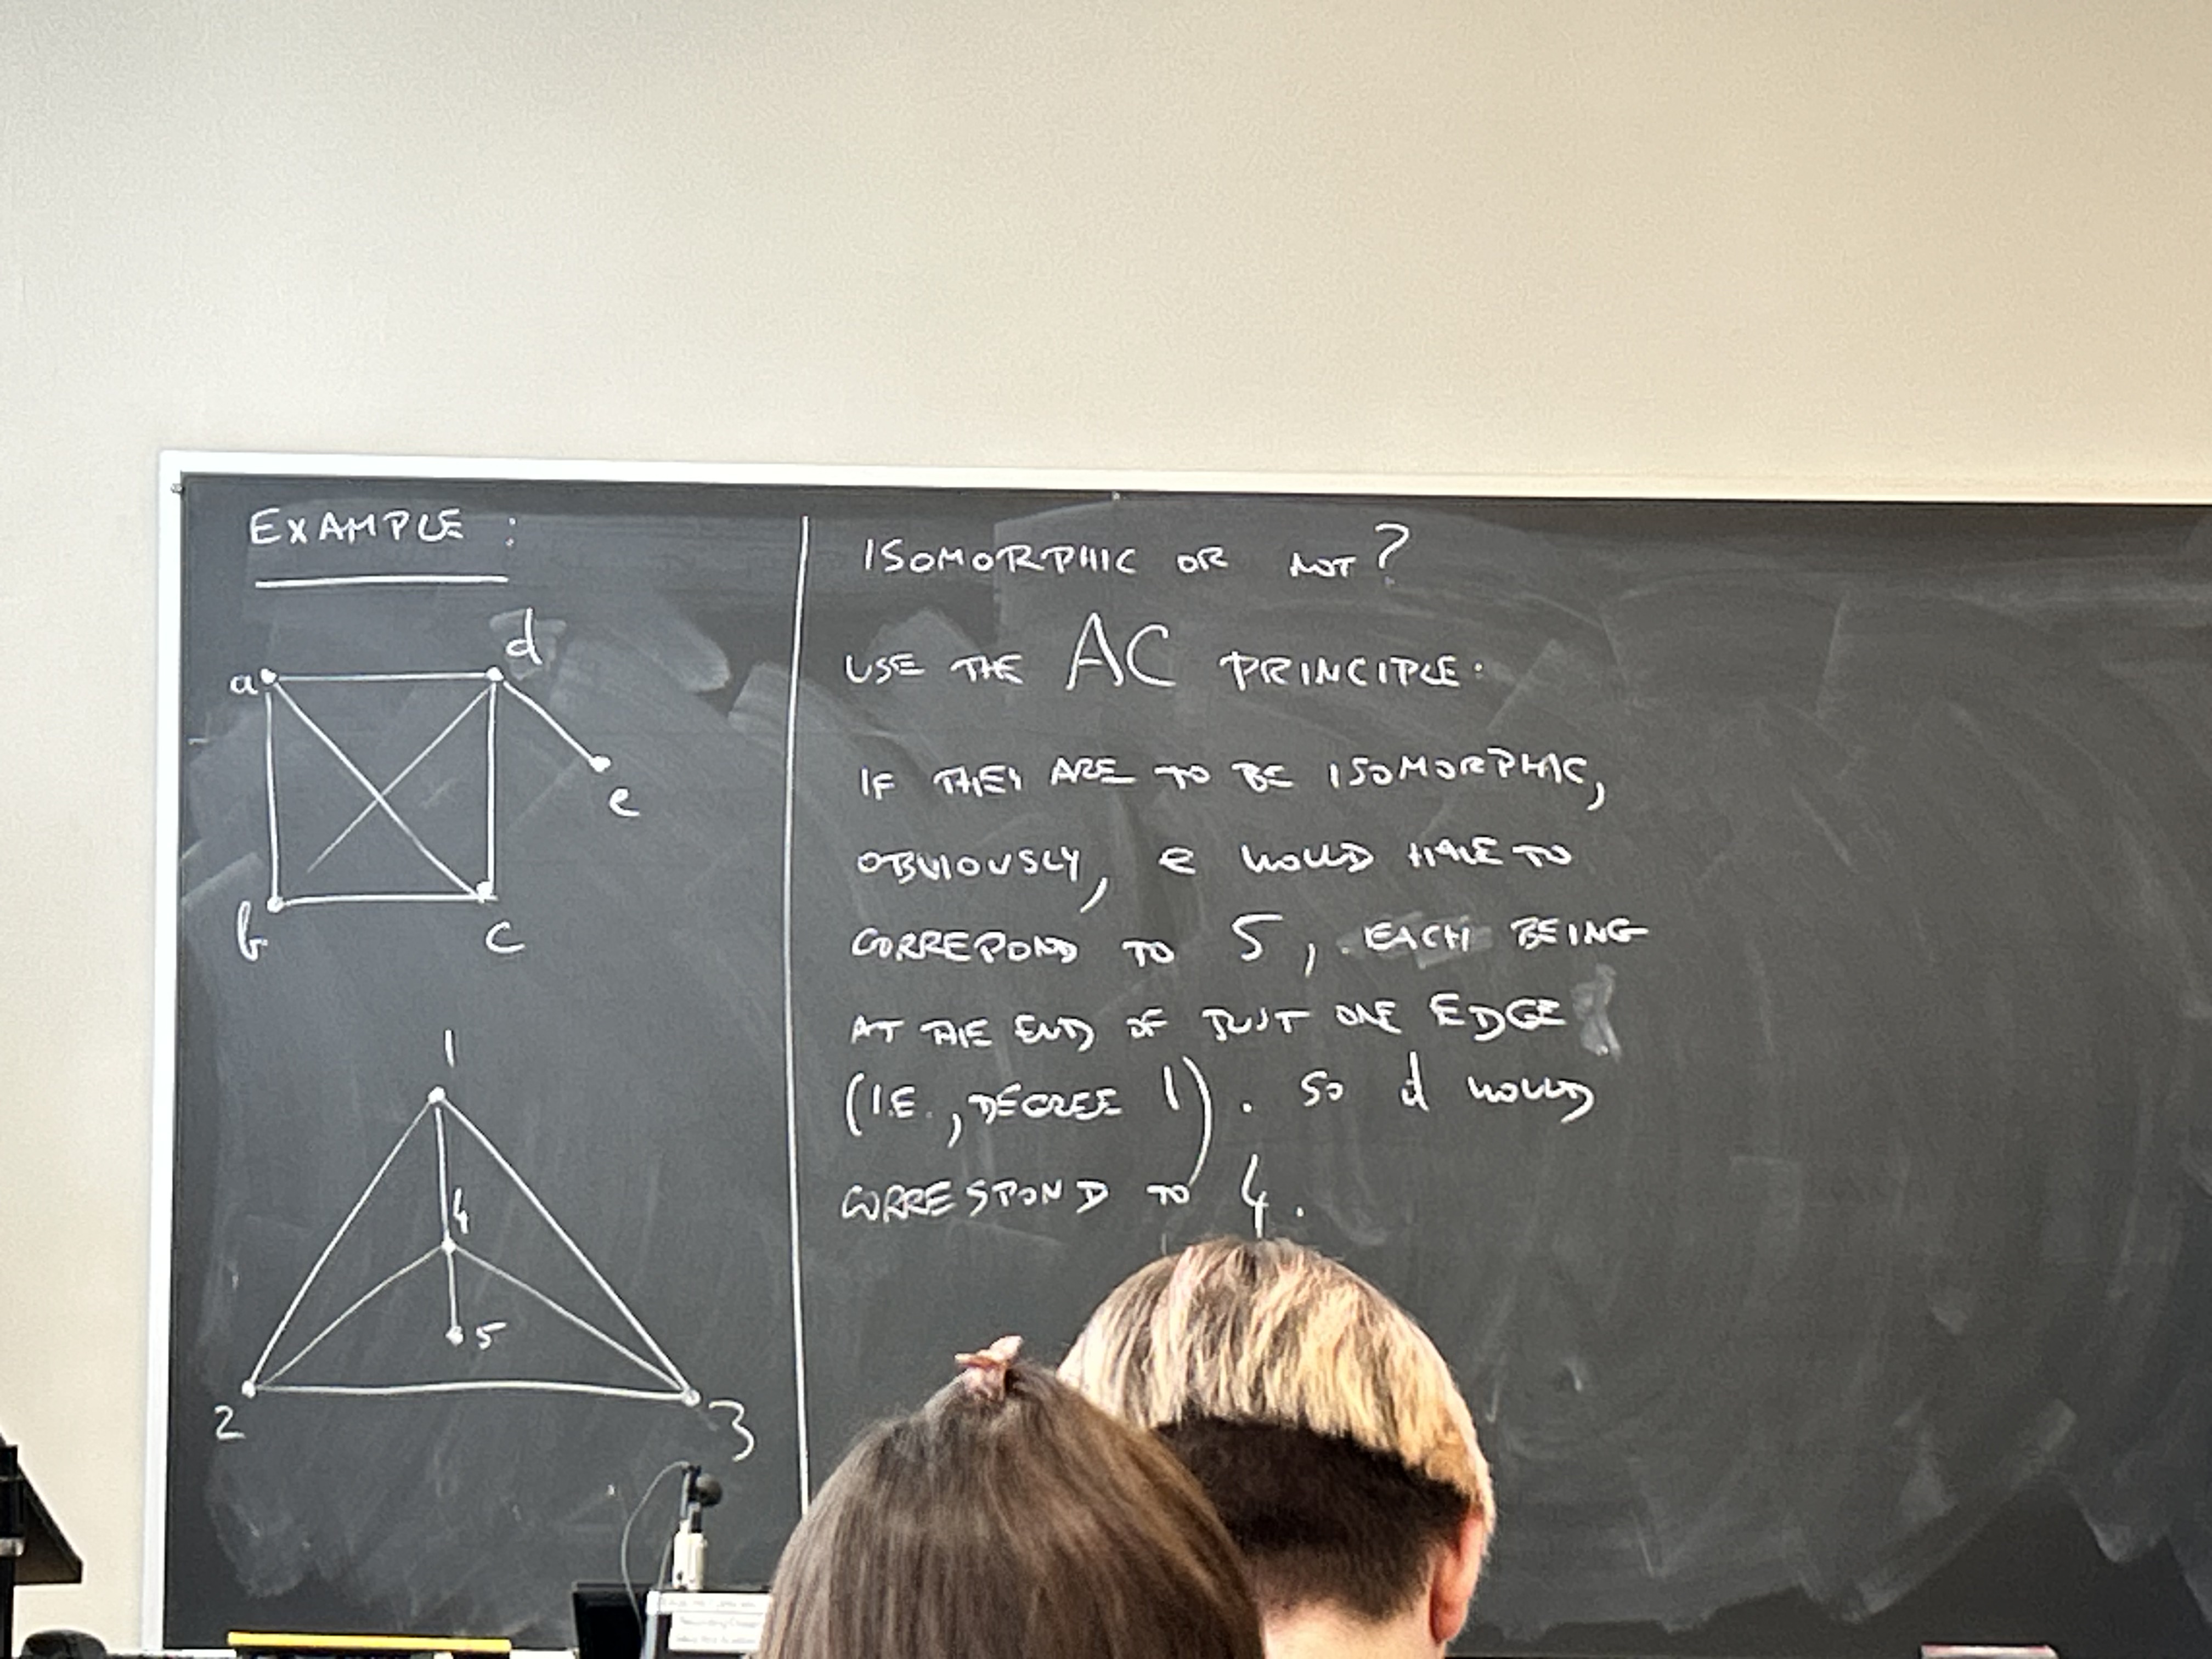 EXAMPLE :
d
a
e
b
c
1
4
5
2
3
ISOMORPHIC OR NOT?
USE THE AC PRINCIPLE:
IF THEY ARE TO BE ISOMORPHIC,
OBVIOUSLY, e WOULD HAVE TO
CORREPOND TO 5, EACH BEING
AT THE END OF JUST ONE EDGE
(I.E., DEGREE 1). SO d WOULD
CORRESPOND TO 4.